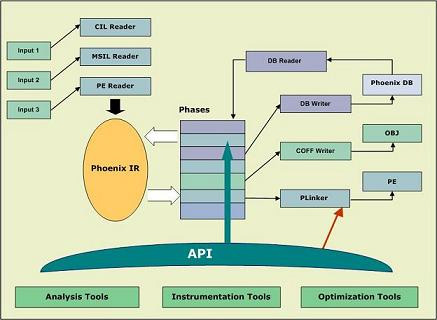 CIL Reader
Input 1
MSIL Reader
Input 2
PE Reader
Input 3
Phoenix IR
Phases
DB Reader
Phoenix DB
DB Writer
OBJ
COFF Writer
PE
PLinker
API
Analysis Tools
Instrumentation Tools
Optimization Tools